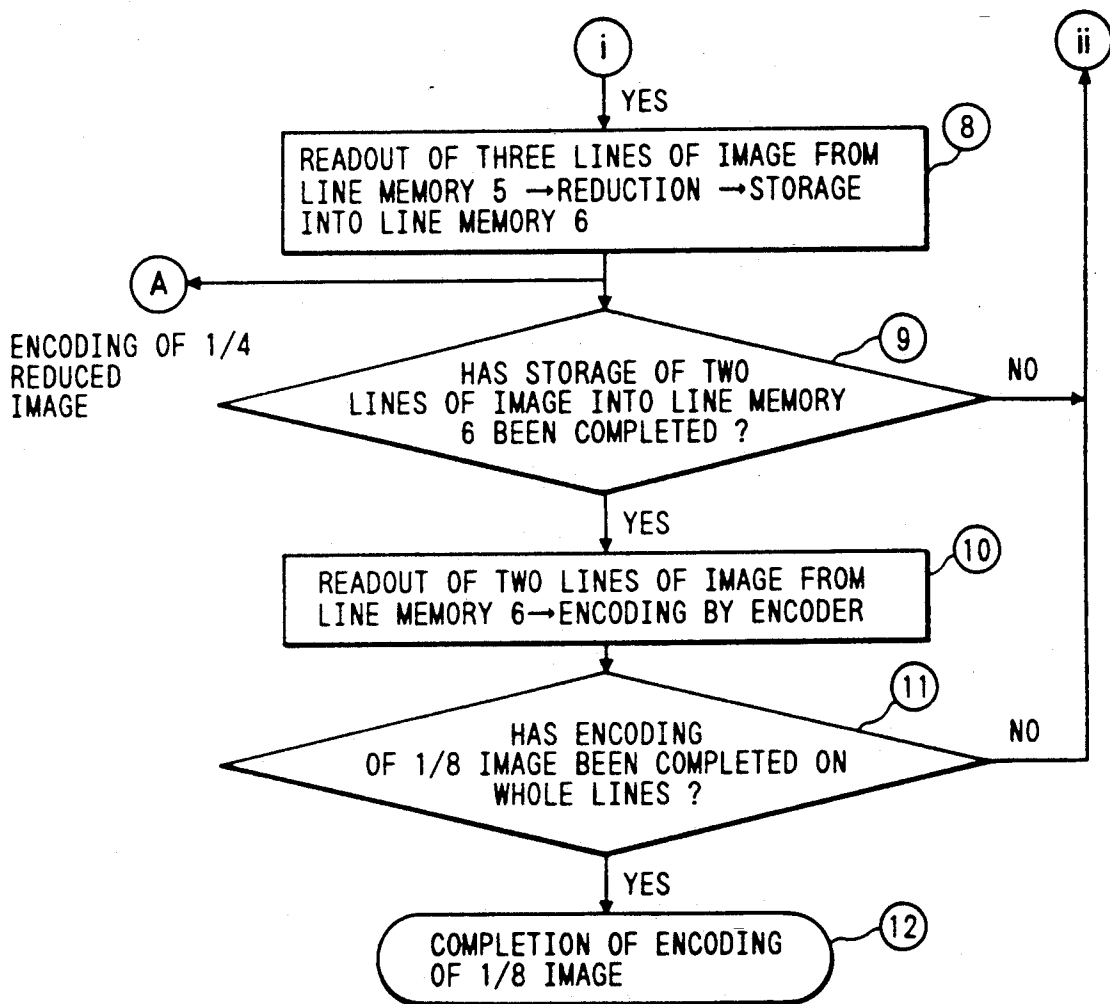 i
ii
YES
8
READOUT OF THREE LINES OF IMAGE FROM
LINE MEMORY 5 →REDUCTION →STORAGE
INTO LINE MEMORY 6
A
ENCODING OF 1/4
REDUCED
IMAGE
9
HAS STORAGE OF TWO
LINES OF IMAGE INTO LINE MEMORY
6 BEEN COMPLETED ?
NO
YES
10
READOUT OF TWO LINES OF IMAGE FROM
LINE MEMORY 6→ENCODING BY ENCODER
11
HAS ENCODING
OF 1/8 IMAGE BEEN COMPLETED ON
WHOLE LINES ?
NO
YES
12
COMPLETION OF ENCODING
OF 1/8 IMAGE